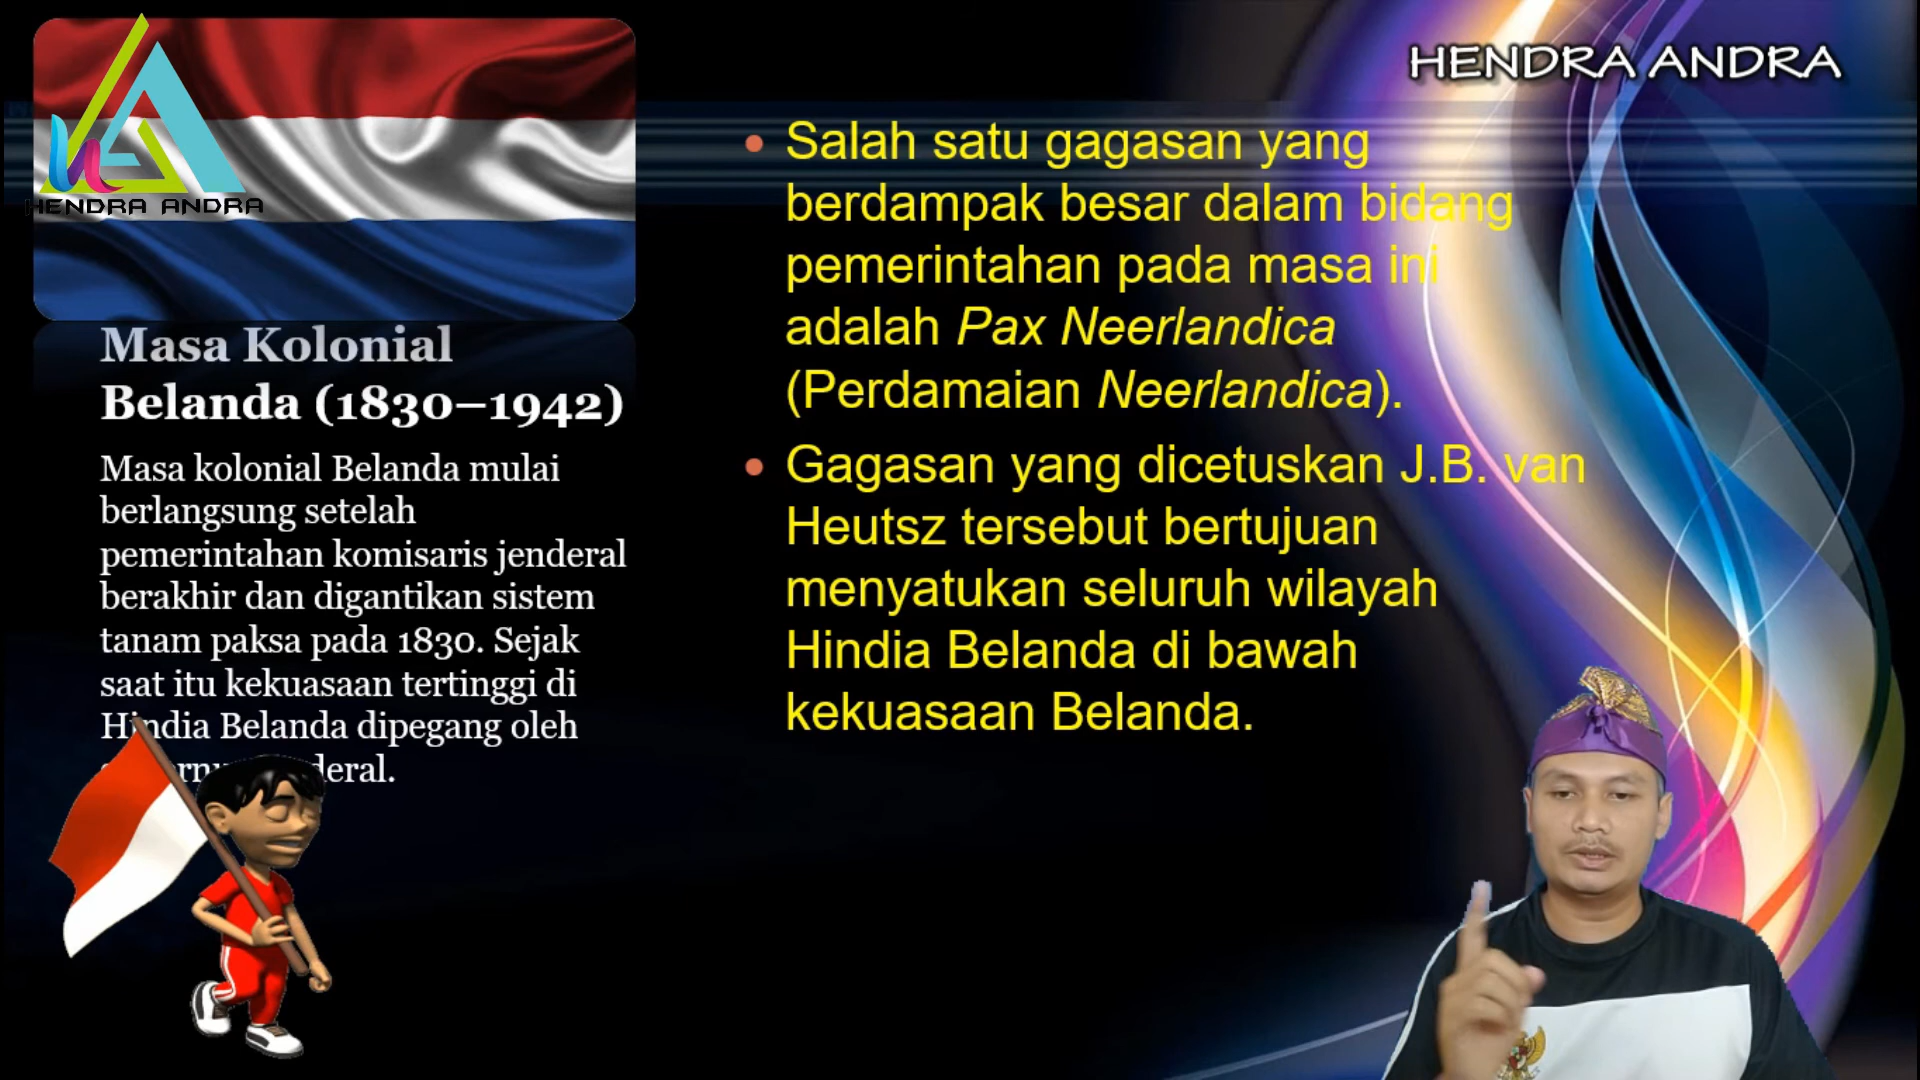 HENDRA ANDRA
HENDRA ANDRA
Masa Kolonial
Belanda (1830–1942)
Masa kolonial Belanda mulai
berlangsung setelah
pemerintahan komisaris jenderal
berakhir dan digantikan sistem
tanam paksa pada 1830. Sejak
saat itu kekuasaan tertinggi di
Hindia Belanda dipegang oleh
• Salah satu gagasan yang
berdampak besar dalam bidang
pemerintahan pada masa ini
adalah Pax Neerlandica
(Perdamaian Neerlandica).
• Gagasan yang dicetuskan J.B. van
Heutsz tersebut bertujuan
menyatukan seluruh wilayah
Hindia Belanda di bawah
kekuasaan Belanda.